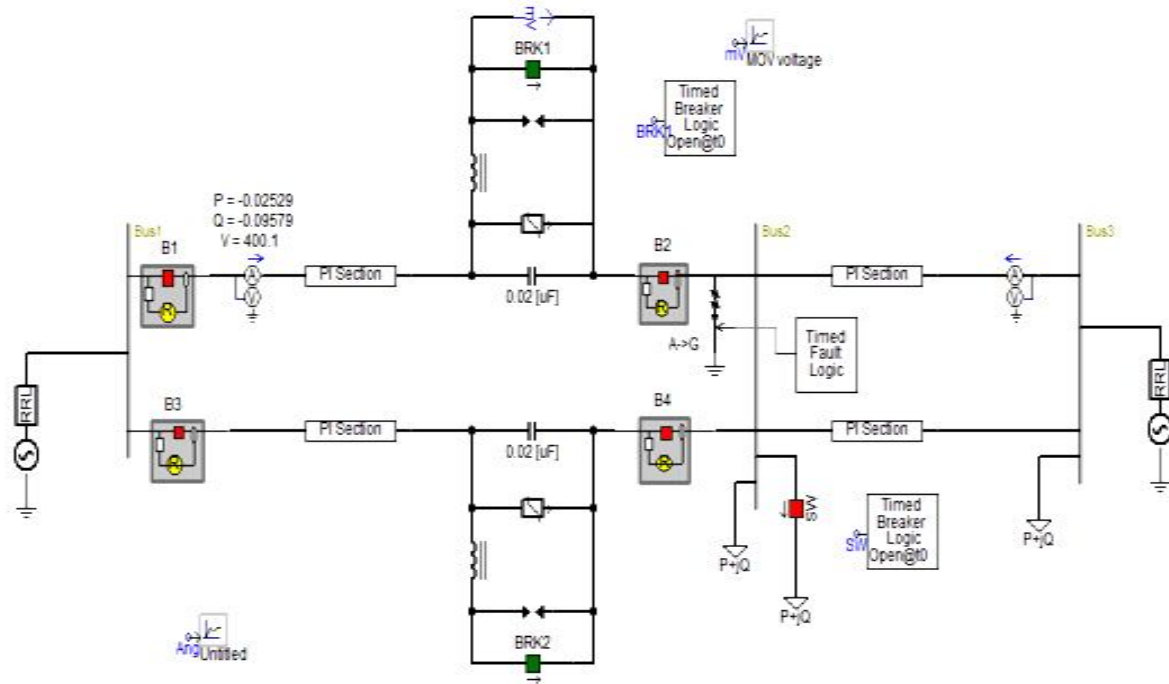 BRK1
mV
MOV voltage
Timed
Breaker
Logic
Open@t0
BRK1
P = -0.02529
Q = -0.09579
V = 400.1
Bus1
B1
A
V
PI Section
0.02 [uF]
B2
R
R
A->G
Timed
Fault
Logic
Bus2
PI Section
A
V
Bus3
RRL
RRL
B3
R
PI Section
0.02 [uF]
B4
R
PI Section
SW
Timed
Breaker
Logic
Open@t0
SW
P+jQ
P+jQ
P+jQ
BRK2
Ang
Untitled